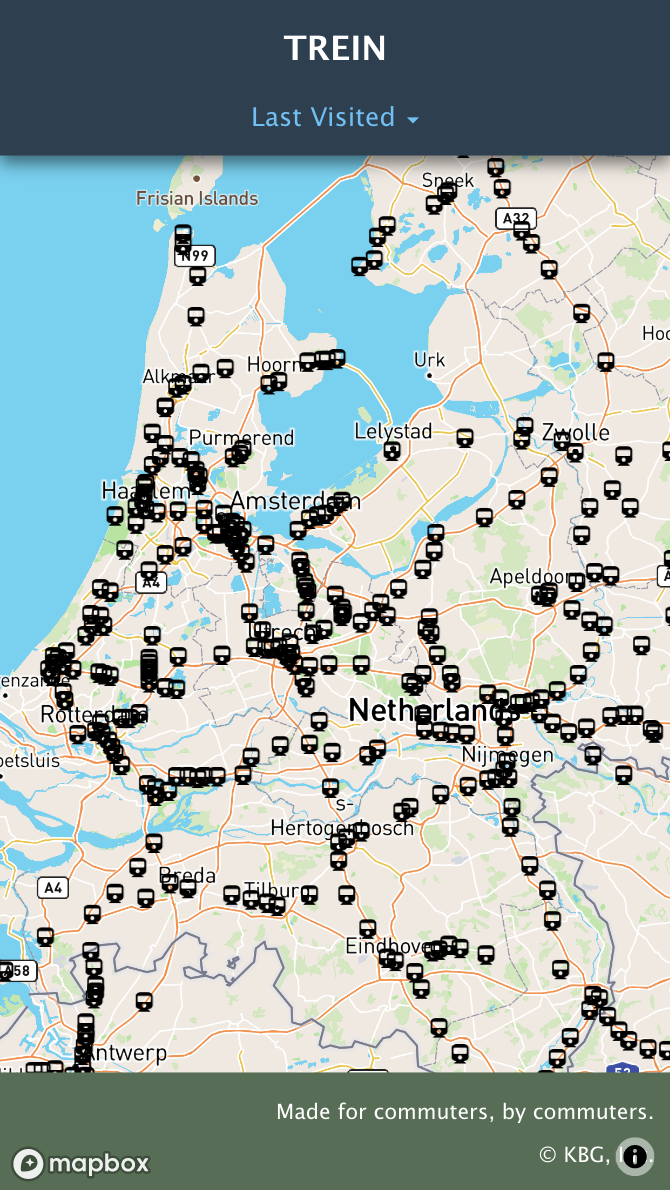 TREIN
Last Visited
Sneek
Frisian Islands
A32
N99
Hoorn
Urk
Alkmaar
Purmerend
Lelystad
Zwolle
Haarlem
Amsterdam
A4
Apeldoorn
Utrecht
Netherlands
Rotterdam
Nijmegen
s-
Hertogenbosch
A4
Breda
Tilburg
Eindhoven
A58
Antwerp
Made for commuters, by commuters.
© KBG,
mapbox